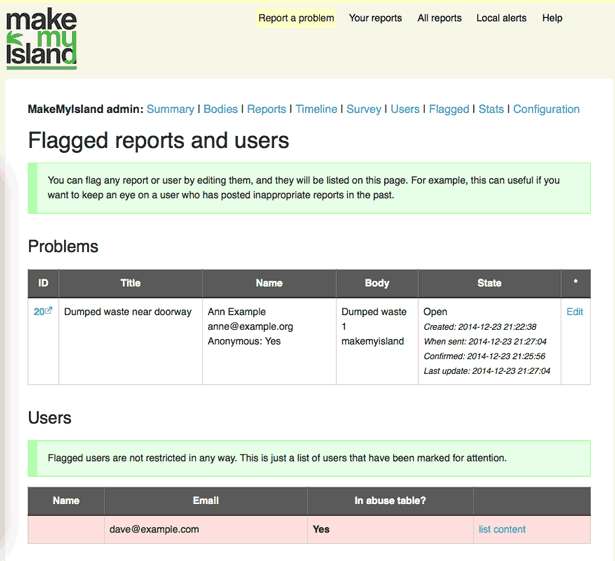 make
my
Island
Report a problem Your reports All reports Local alerts Help
MakeMyIsland admin: Summary | Bodies | Reports | Timeline | Survey | Users | Flagged | Stats | Configuration
Flagged reports and users
You can flag any report or user by editing them, and they will be listed on this page. For example, this can useful if you
want to keep an eye on a user who has posted inappropriate reports in the past.
Problems
ID Title Name Body State *
20 Dumped waste near doorway Ann Example Dumped waste Open Edit
anne@example.org 1 Created: 2014-12-23 21:22:38
Anonymous: Yes makemyisland When sent: 2014-12-23 21:27:04
Confirmed: 2014-12-23 21:25:56
Last update: 2014-12-23 21:27:04
Users
Flagged users are not restricted in any way. This is just a list of users that have been marked for attention.
Name Email In abuse table?
dave@example.com Yes list content